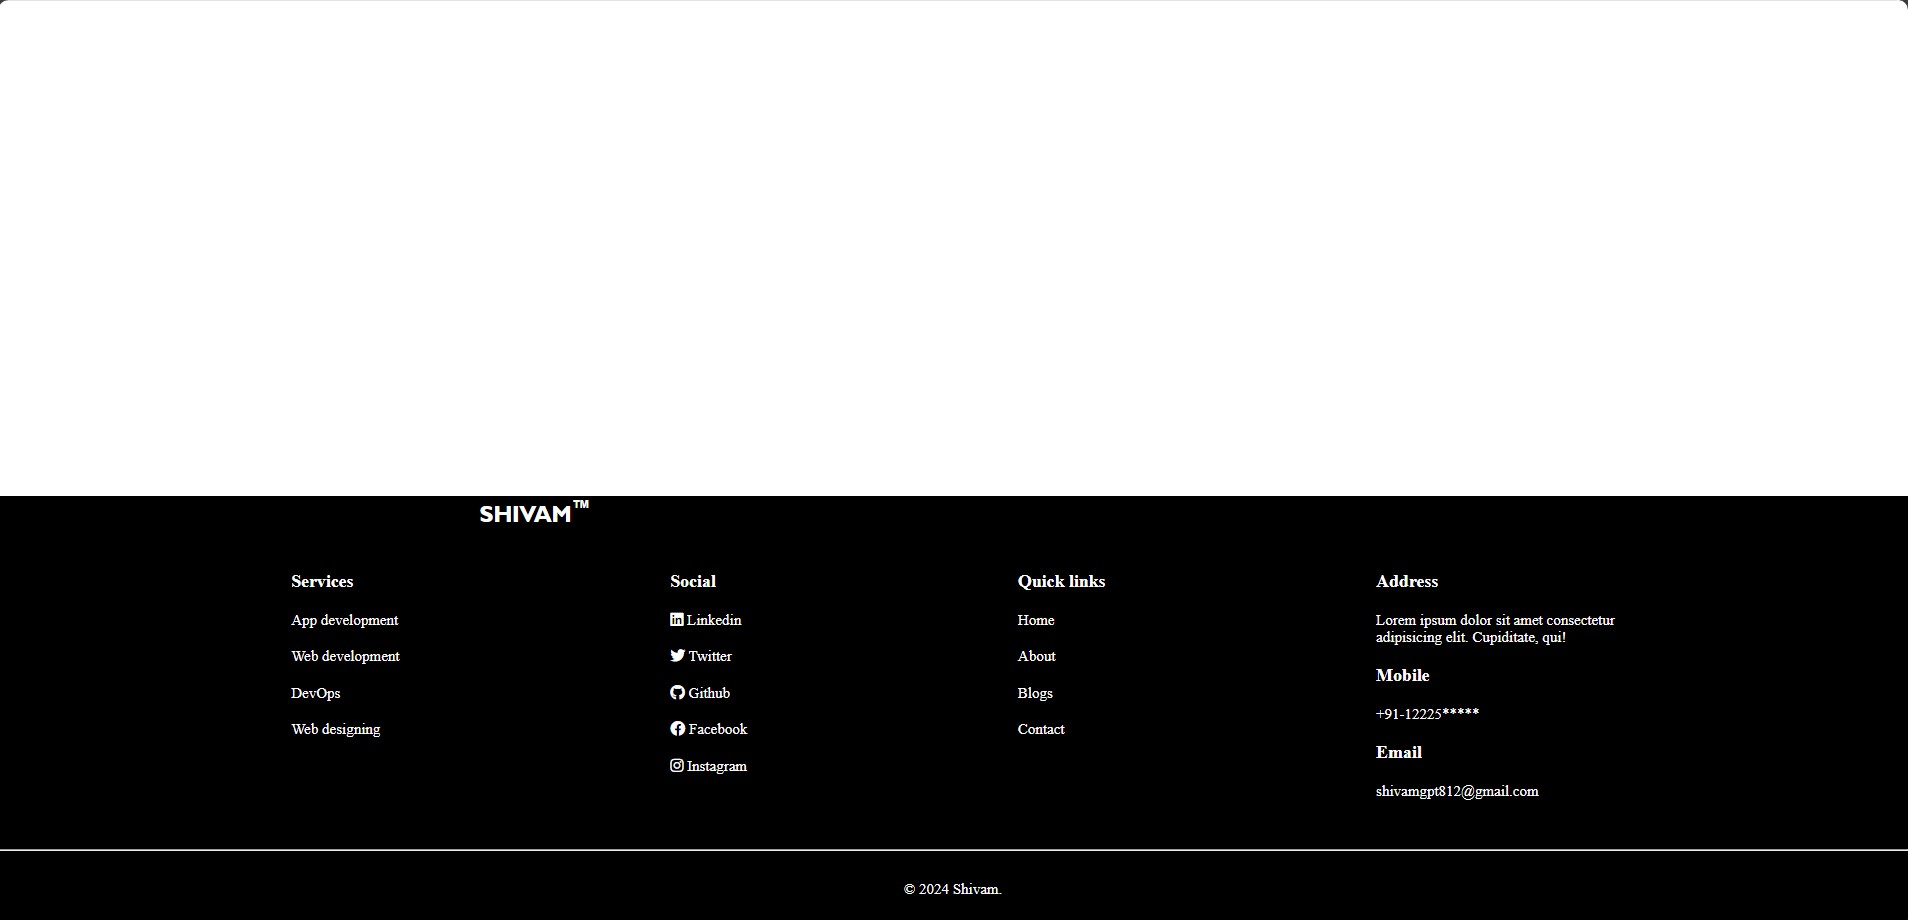 SHIVAM™
Services
App development
Web development
DevOps
Web designing
Social
Linkedin
Twitter
Github
Facebook
Instagram
Quick links
Home
About
Blogs
Contact
Address
Lorem ipsum dolor sit amet consectetur
adipisicing elit. Cupiditate, qui!
Mobile
+91-12225*****
Email
shivamgpt812@gmail.com
© 2024 Shivam.